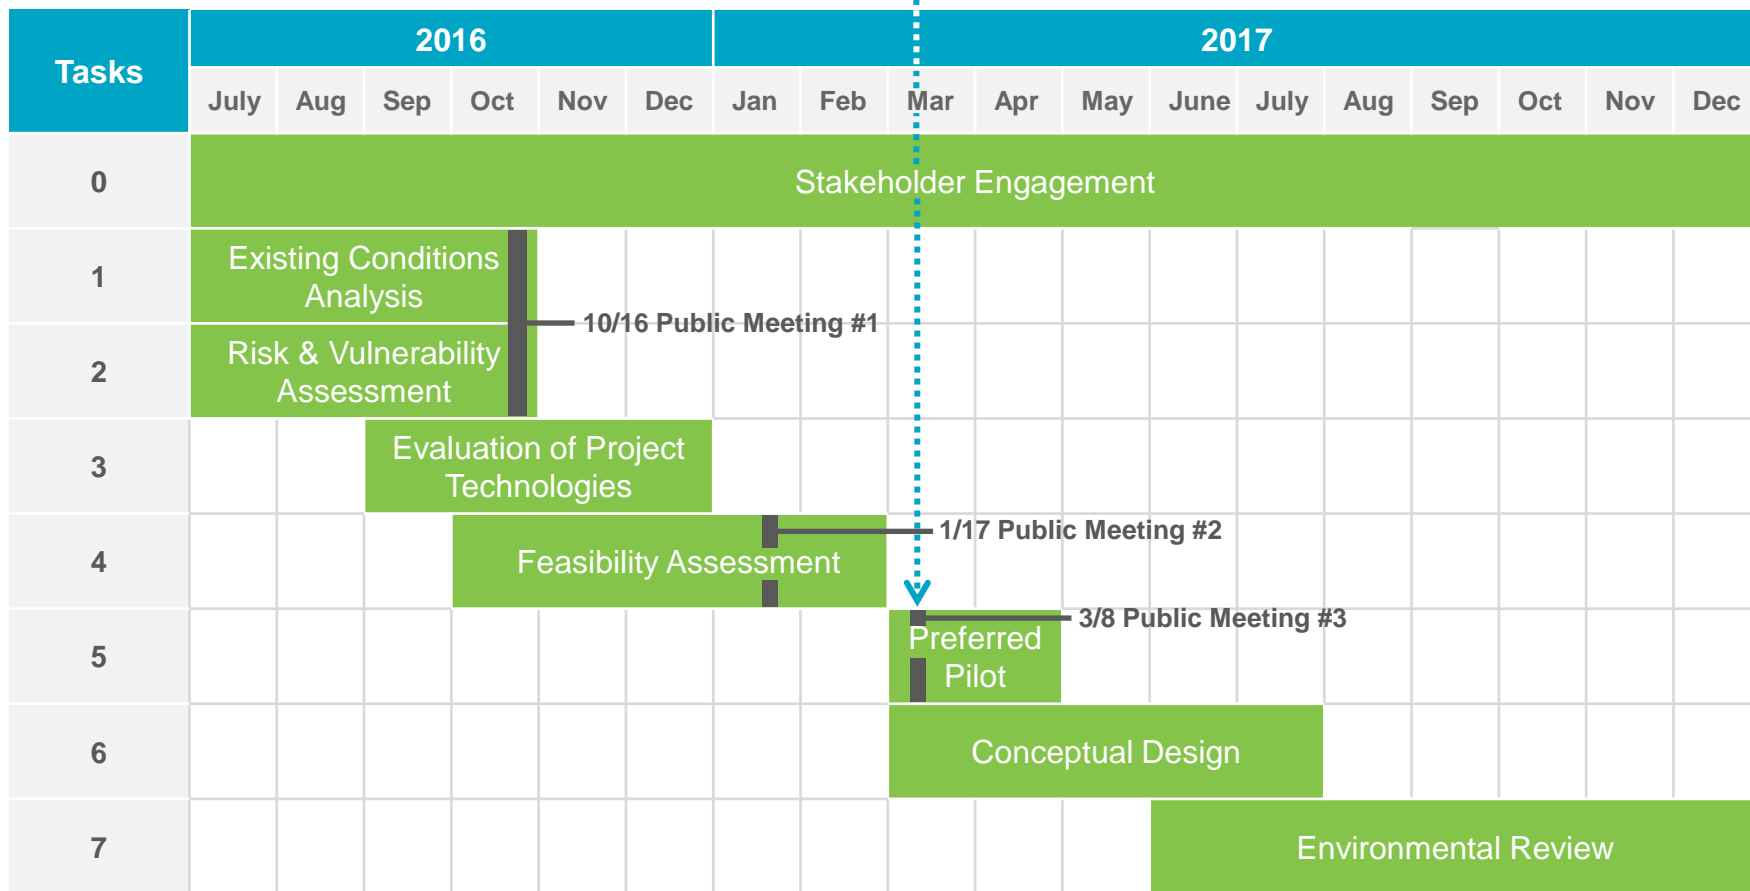 Tasks
2016
2017
July Aug Sep Oct Nov Dec Jan Feb Mar Apr May June July Aug Sep Oct Nov Dec
0
Stakeholder Engagement
1
Existing Conditions
Analysis
10/16 Public Meeting #1
2
Risk & Vulnerability
Assessment
3
Evaluation of Project
Technologies
4
1/17 Public Meeting #2
Feasibility Assessment
5
3/8 Public Meeting #3
Preferred
Pilot
6
Conceptual Design
7
Environmental Review